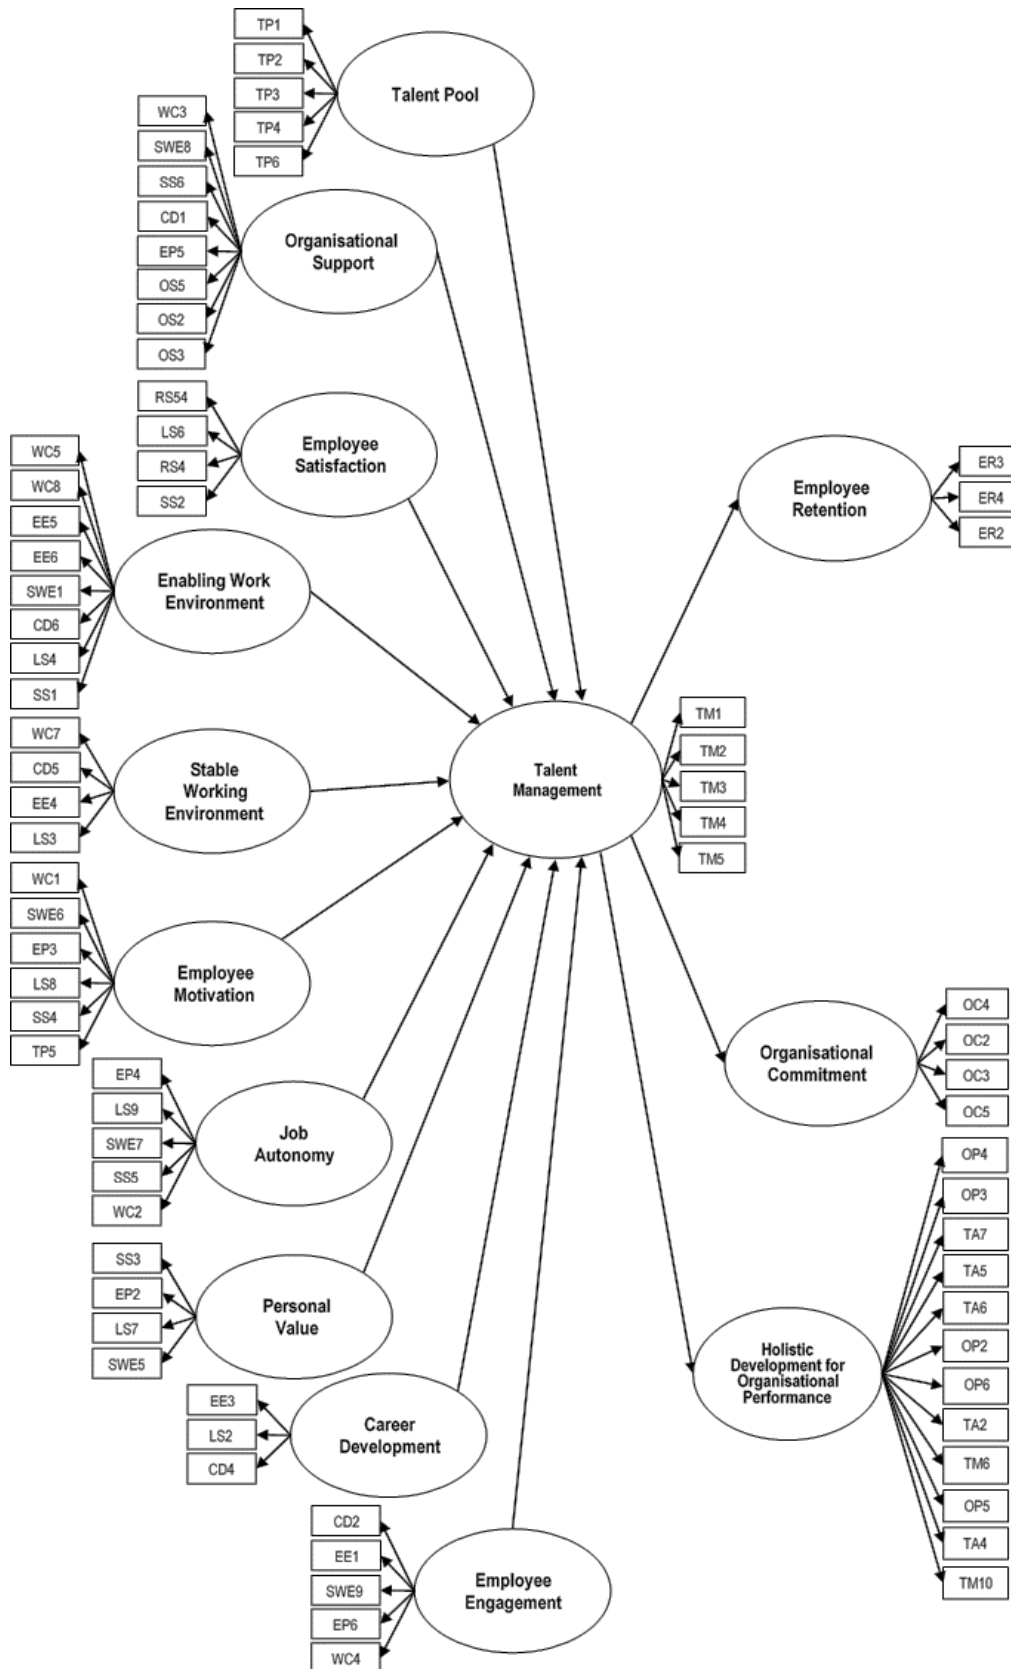 TP1
TP2
TP3
TP4
TP6
Talent Pool
WC3
SWE8
SS6
CD1
EP5
OS5
OS2
OS3
Organisational
Support
RS54
LS6
RS4
SS2
Employee
Satisfaction
WC5
WC8
EE5
EE6
SWE1
CD6
LS4
SS1
Enabling Work
Environment
WC7
CD5
EE4
LS3
Stable
Working
Environment
WC1
SWE6
EP3
LS8
SS4
TP5
Employee
Motivation
EP4
LS9
SWE7
SS5
WC2
Job
Autonomy
SS3
EP2
LS7
SWE5
Personal
Value
EE3
LS2
CD4
Career
Development
CD2
EE1
SWE9
EP6
WC4
Employee
Engagement
Talent
Management
TM1
TM2
TM3
TM4
TM5
Employee
Retention
ER3
ER4
ER2
Organisational
Commitment
OC4
OC2
OC3
OC5
Holistic
Development for
Organisational
Performance
OP4
OP3
TA7
TA5
TA6
OP2
OP6
TA2
TM6
OP5
TA4
TM10